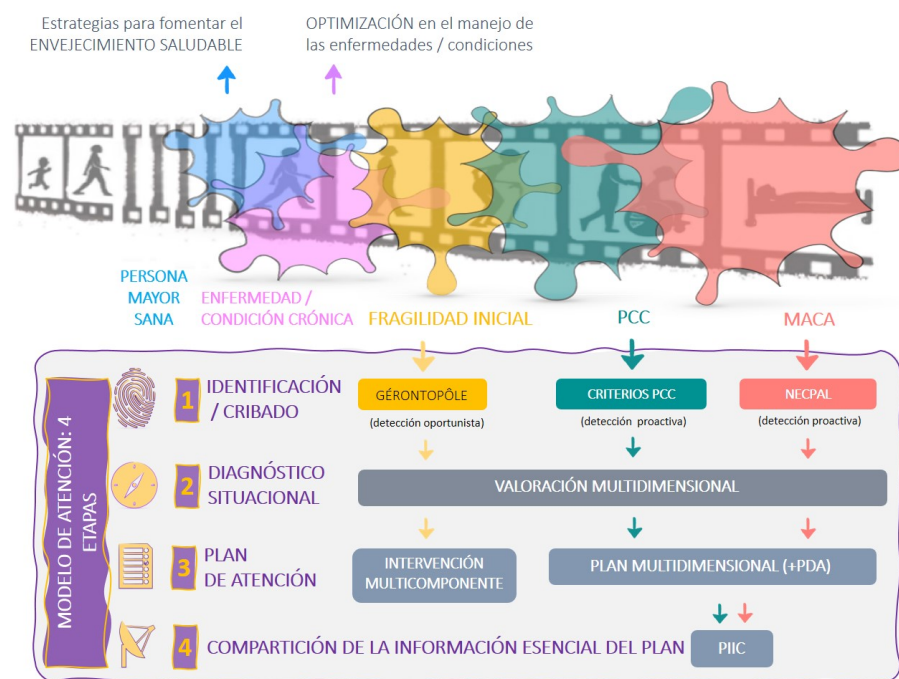 Estrategias para fomentar el
ENVEJECIMIENTO SALUDABLE
OPTIMIZACIÓN en el manejo de
las enfermedades / condiciones
PERSONA
MAYOR
SANA
ENFERMEDAD /
CONDICIÓN CRÓNICA
FRAGILIDAD INICIAL
PCC
MACA
MODELO DE ATENCIÓN: 4
ETAPAS
1
IDENTIFICACIÓN
/ CRIBADO
GÉRONTOPÔLE
(detección oportunista)
CRITERIOS PCC
(detección proactiva)
NECPAL
(detección proactiva)
2
DIAGNÓSTICO
SITUACIONAL
VALORACIÓN MULTIDIMENSIONAL
3
PLAN
DE ATENCIÓN
INTERVENCIÓN
MULTICOMPONENTE
PLAN MULTIDIMENSIONAL (+PDA)
4
COMPARTICIÓN DE LA INFORMACIÓN ESENCIAL DEL PLAN
PIIC